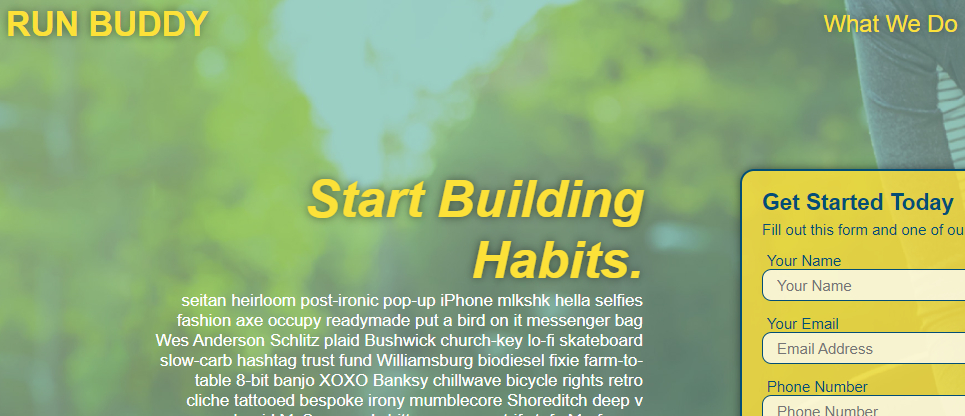 RUN BUDDY
What We Do
Start Building
Habits.
seitan heirloom post-ironic pop-up iPhone mlkshk hella selfies
fashion axe occupy readymade put a bird on it messenger bag
Wes Anderson Schlitz plaid Bushwick church-key lo-fi skateboard
slow-carb hashtag trust fund Williamsburg biodiesel fixie farm-to-
table 8-bit banjo XOXO Banksy chillwave bicycle rights retro
cliche tattooed bespoke irony mumblecore Shoreditch deep v
Get Started Today
Fill out this form and one of ou
Your Name
Your Name
Your Email
Email Address
Phone Number
Phone Number